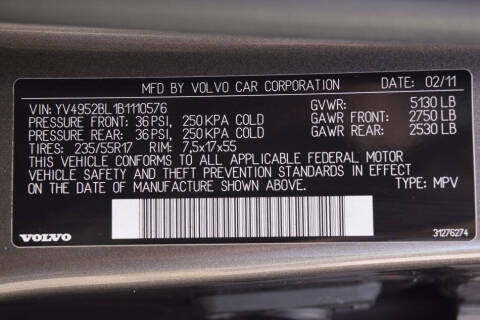 MFD BY VOLVO CAR CORPORATION DATE: 02/11
VIN: YV4952BL1B1110576 GVWR: 5130 LB
PRESSURE FRONT: 36 PSI, 250 KPA COLD GAWR FRONT: 2750 LB
PRESSURE REAR: 36 PSI, 250 KPA COLD GAWR REAR: 2530 LB
TIRES: 235/55R17 RIM: 7,5x17x55
THIS VEHICLE CONFORMS TO ALL APPLICABLE FEDERAL MOTOR
VEHICLE SAFETY AND THEFT PREVENTION STANDARDS IN EFFECT
ON THE DATE OF MANUFACTURE SHOWN ABOVE. TYPE: MPV
VOLVO 31276274